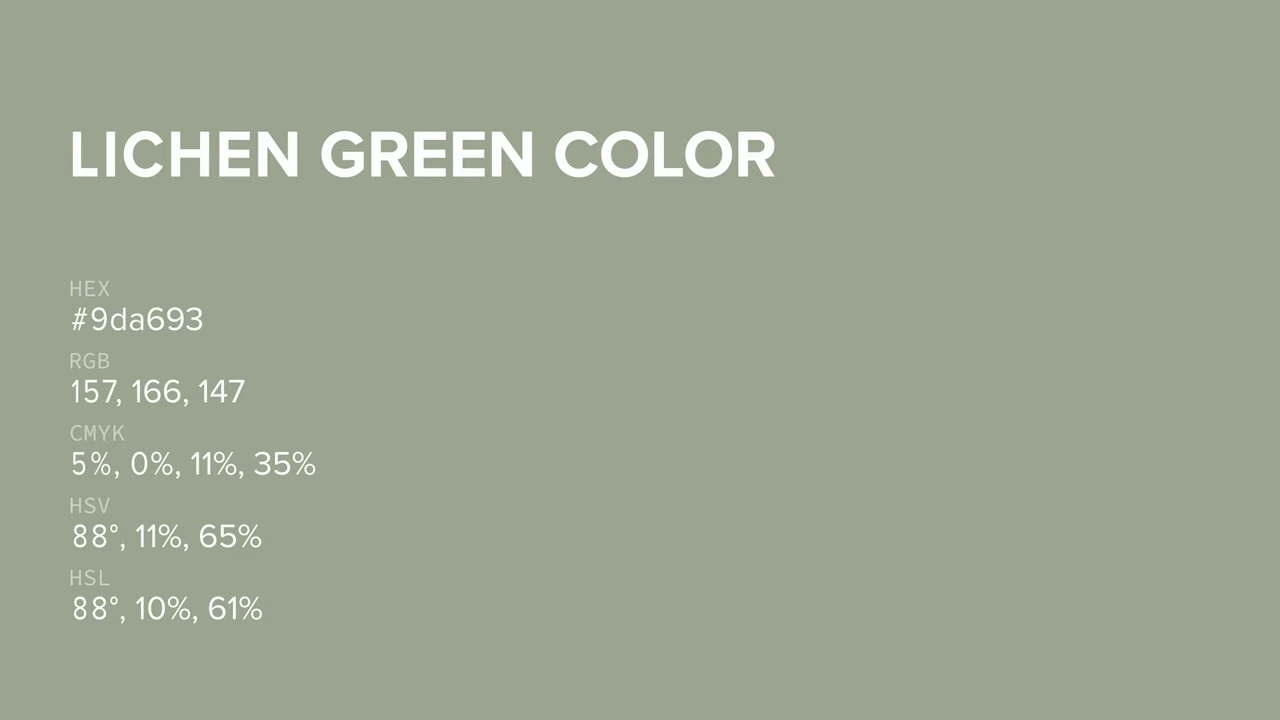 LICHEN GREEN COLOR
HEX
#9da693
RGB
157, 166, 147
CMYK
5%, 0%, 11%, 35%
HSV
88°, 11%, 65%
HSL
88°, 10%, 61%